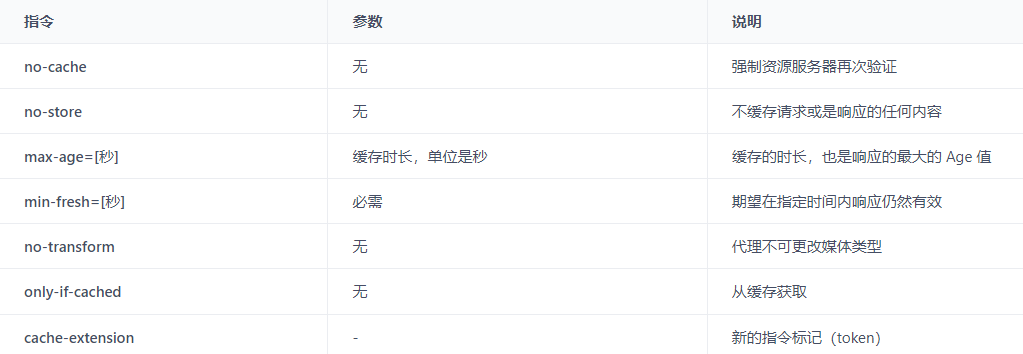 指令 参数 说明
no-cache 无 强制资源服务器再次验证
no-store 无 不缓存请求或是响应的任何内容
max-age=[秒] 缓存时长，单位是秒 缓存的时长，也是响应的最大的 Age 值
min-fresh=[秒] 必需 期望在指定时间内响应仍然有效
no-transform 无 代理不可更改媒体类型
only-if-cached 无 从缓存获取
cache-extension - 新的指令标记（token）